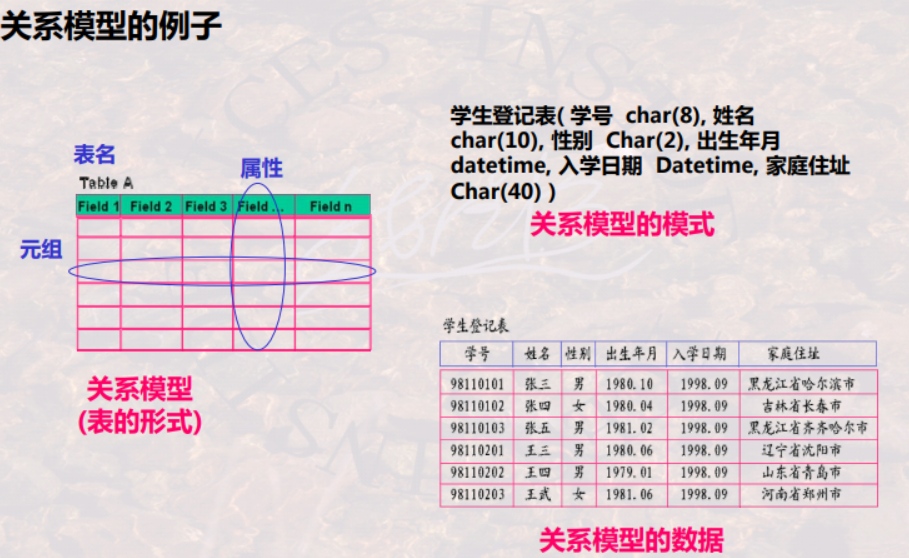 关系模型的例子
学生登记表( 学号 char(8), 姓名
char(10), 性别 Char(2), 出生年月
datetime, 入学日期 Datetime, 家庭住址
Char(40) )
关系模型的模式
表名
属性
Table A
Field 1 Field 2 Field 3 Field ... Field n
元组
关系模型
(表的形式)
学生登记表
学号 姓名 性别 出生年月 入学日期 家庭住址
98110101 张三 男 1980.10 1998.09 黑龙江省哈尔滨市
98110102 张四 女 1980.04 1998.09 吉林省长春市
98110103 张五 男 1981.02 1998.09 黑龙江省齐齐哈尔市
98110201 王三 男 1980.06 1998.09 辽宁省沈阳市
98110202 王四 男 1979.01 1998.09 山东省青岛市
98110203 王武 女 1981.06 1998.09 河南省郑州市
关系模型的数据